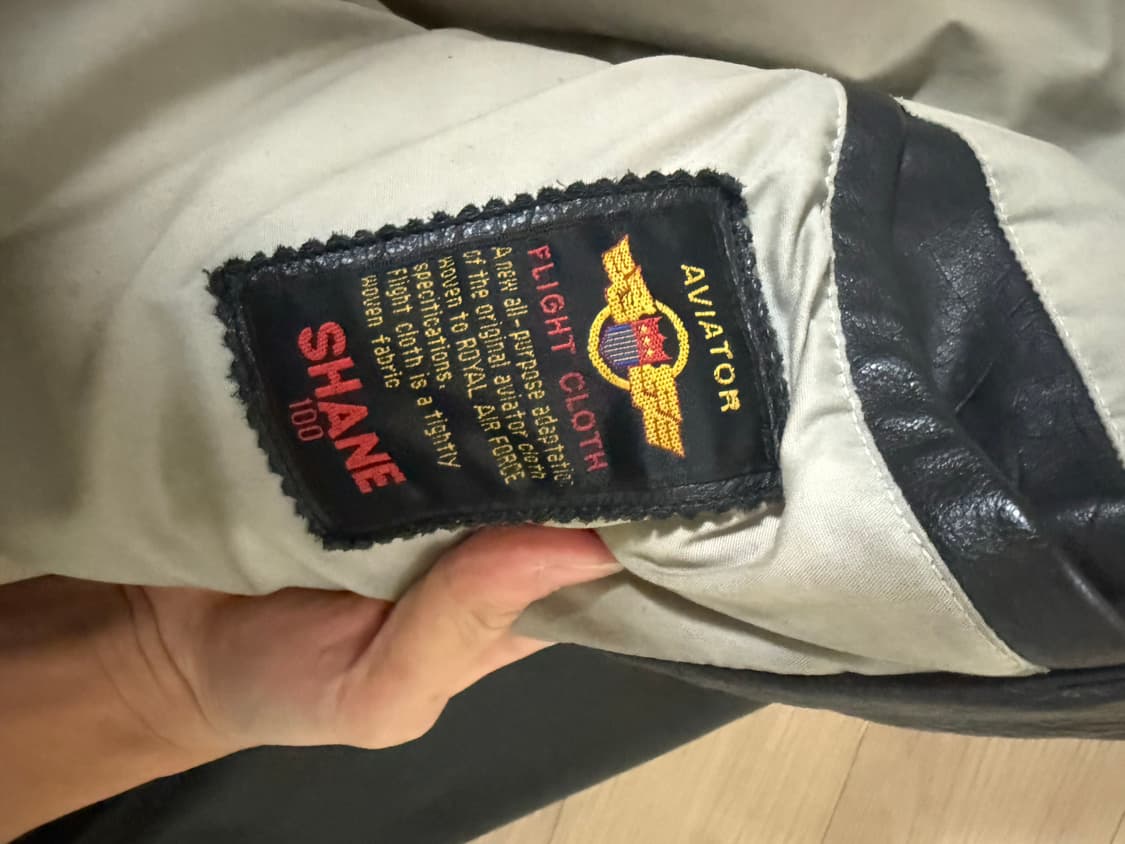 AVIATOR
FLIGHT CLOTH
A new all-purpose adaptation
of the original aviator cloth
woven to ROYAL AIR FORCE
specifications.
Flight cloth is a tightly
woven fabric
SHANE
100